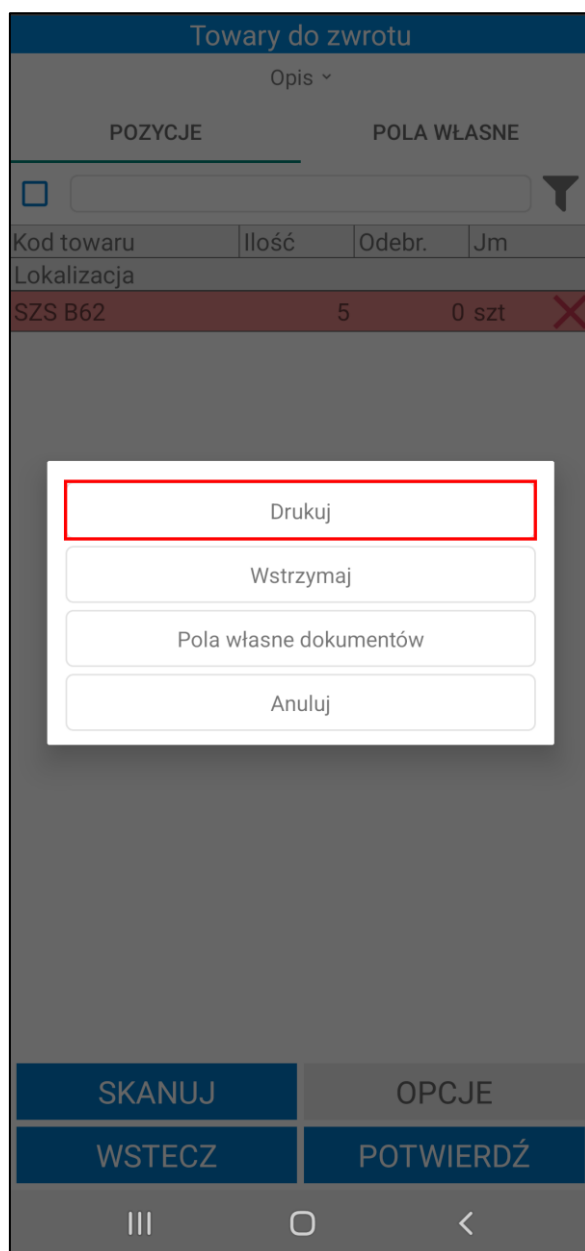 Towary do zwrotu
Opis
POZYCJE POLA WŁASNE
Kod towaru Ilość Odebr. Jm
Lokalizacja
SZS B62 5 0 szt
Drukuj
Wstrzymaj
Pola własne dokumentów
Anuluj
SKANUJ OPCJE
WSTECZ POTWIERDŹ